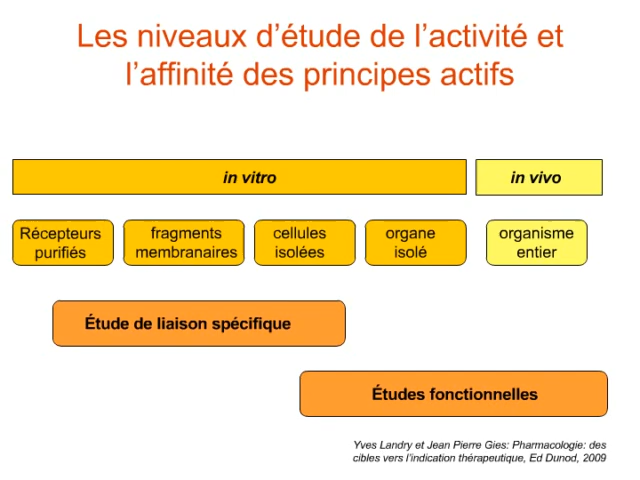 Les niveaux d’étude de l’activité et
l’affinité des principes actifs
in vitro
in vivo
Récepteurs
purifiés
fragments
membranaires
cellules
isolées
organe
isolé
organisme
entier
Étude de liaison spécifique
Études fonctionnelles
Yves Landry et Jean Pierre Gies: Pharmacologie: des
cibles vers l’indication thérapeutique, Ed Dunod, 2009